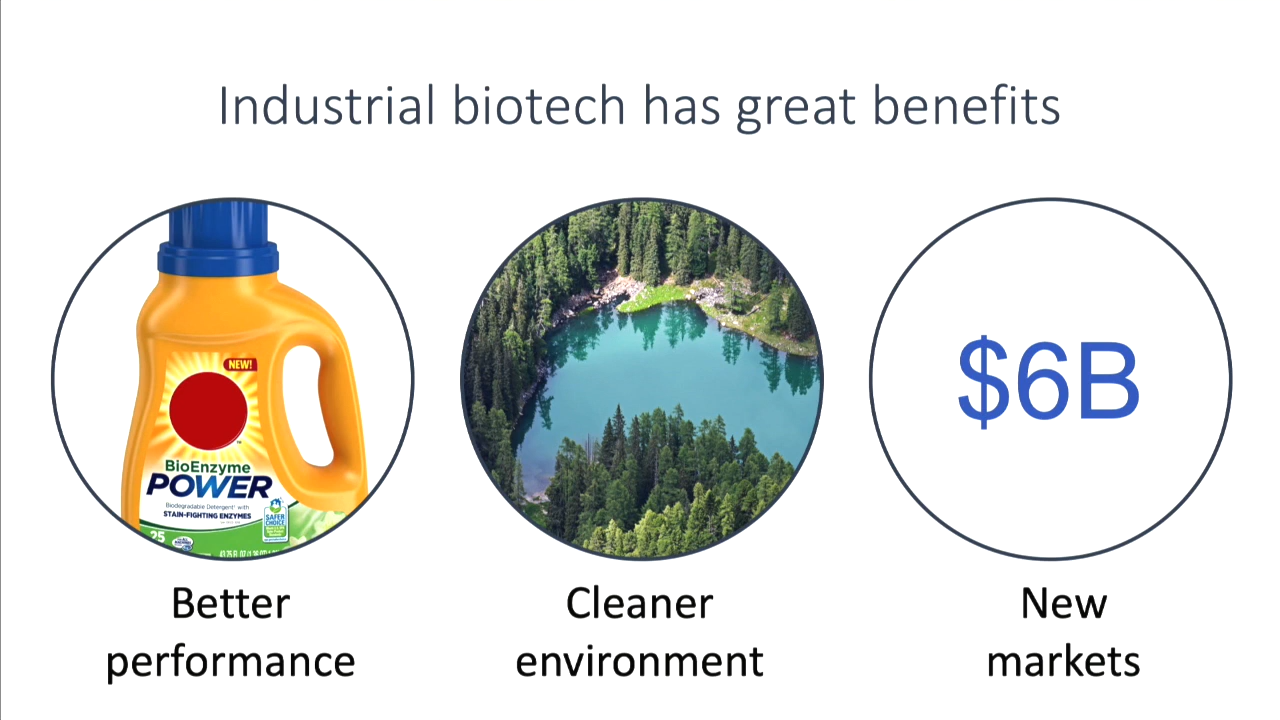 Industrial biotech has great benefits
NEW!
BioEnzyme
POWER
Biodegradable Detergent* with
STAIN-FIGHTING ENZYMES
SAFER
CHOICE
25
$6B
Better
performance
Cleaner
environment
New
markets